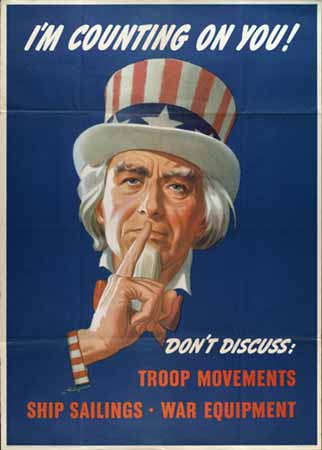 I'M COUNTING ON YOU!
DON'T DISCUSS:
TROOP MOVEMENTS
SHIP SAILINGS · WAR EQUIPMENT